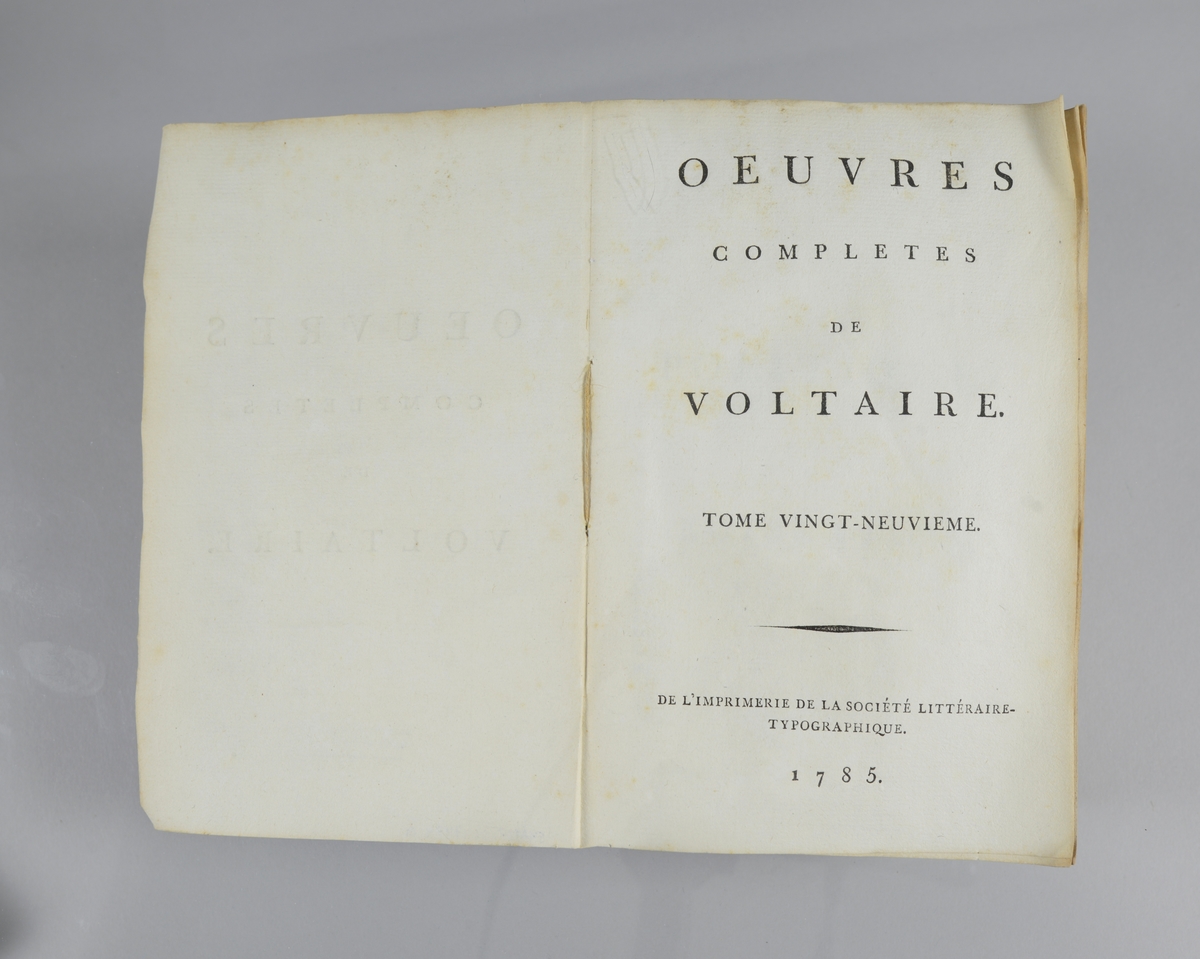 OEUVRES
COMPLETES
DE
VOLTAIRE.
TOME VINGT-NEUVIEME.
DE L'IMPRIMERIE DE LA SOCIÉTÉ LITTÉRAIRE-
TYPOGRAPHIQUE.
1785.